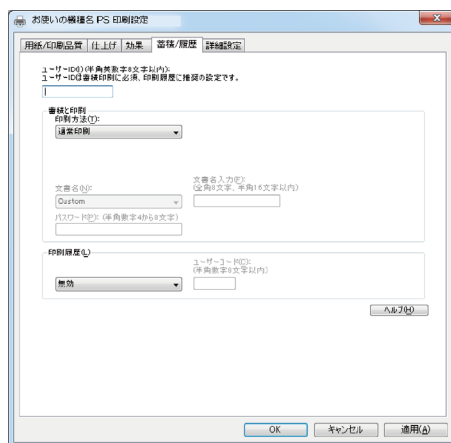 お使いの機種名 PS 印刷設定
用紙/印刷品質 仕上げ 効果 蓄積/履歴 詳細設定
ユーザーID(I):(半角英数字8文字以内):
ユーザーIDは蓄積印刷に必須、印刷履歴に推奨の設定です。
蓄積と印刷
印刷方法(T):
通常印刷
文書名(N):
Custom
文書名入力(F):
(全角8文字、半角16文字以内)
パスワード(P): (半角数字4から8文字)
印刷履歴(L)
無効
ユーザーコード(C):
(半角数字8文字以内)
ヘルプ(H)
OK キャンセル 適用(A)